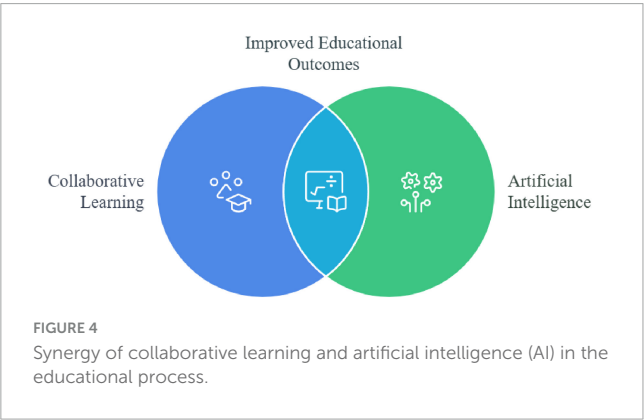 Improved Educational
Outcomes
Collaborative
Learning
Artificial
Intelligence
FIGURE 4
Synergy of collaborative learning and artificial intelligence (AI) in the
educational process.